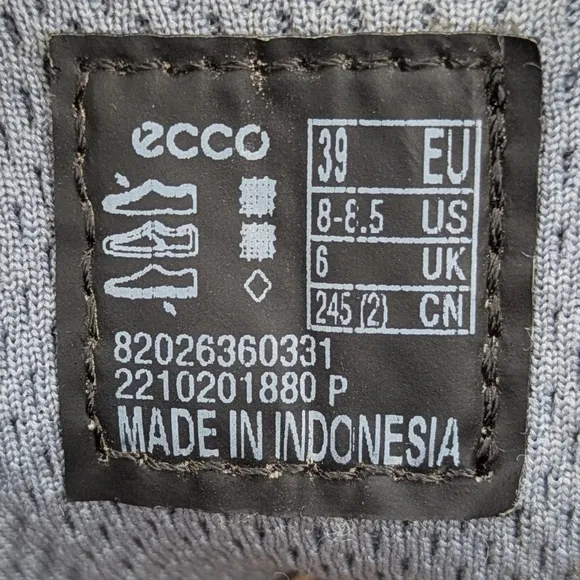 ecco
39 EU
8-8.5 US
6 UK
245 (2) CN
82026360331
2210201880 P
MADE IN INDONESIA